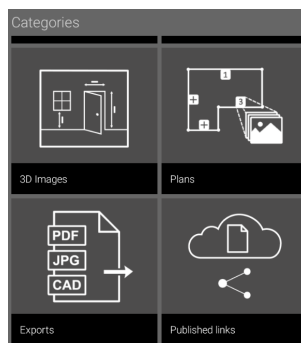 Categories
1
3
3D Images
Plans
PDF
JPG
CAD
Exports
Published links